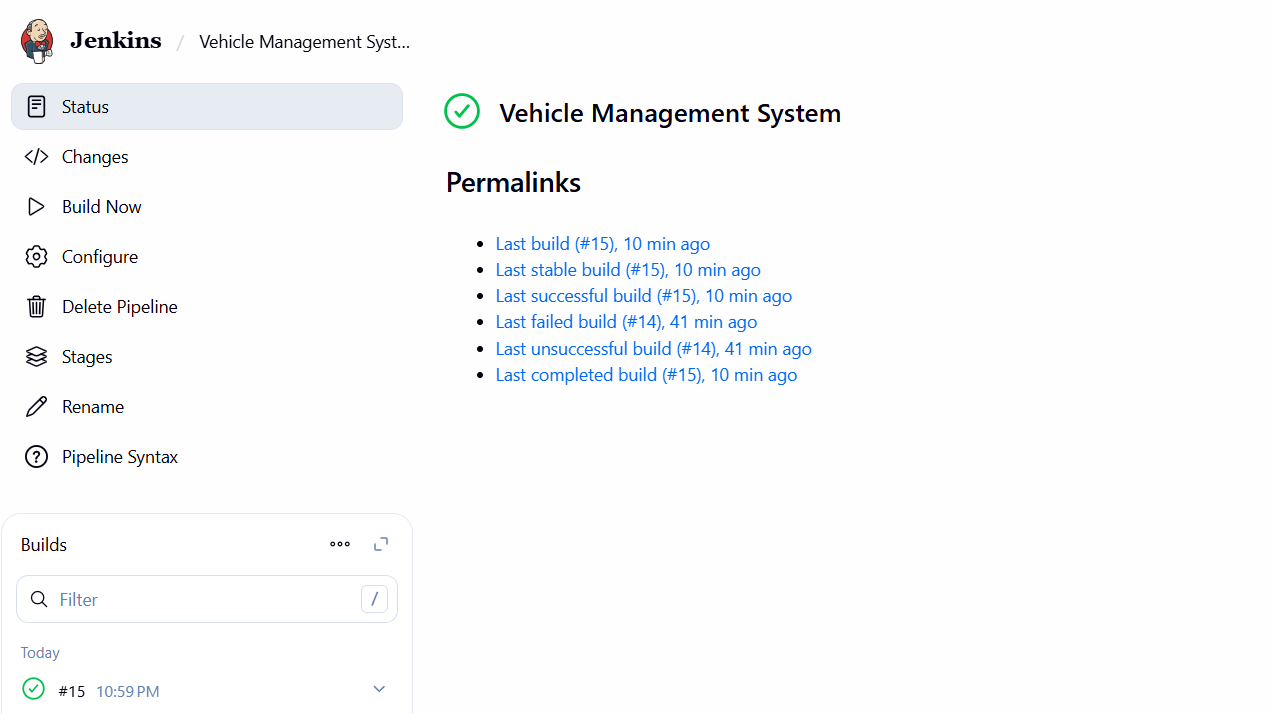 Jenkins / Vehicle Management Syst...
Status
Changes
Build Now
Configure
Delete Pipeline
Stages
Rename
Pipeline Syntax
Builds
Filter /
Today
#15 10:59 PM
Vehicle Management System
Permalinks
Last build (#15), 10 min ago
Last stable build (#15), 10 min ago
Last successful build (#15), 10 min ago
Last failed build (#14), 41 min ago
Last unsuccessful build (#14), 41 min ago
Last completed build (#15), 10 min ago